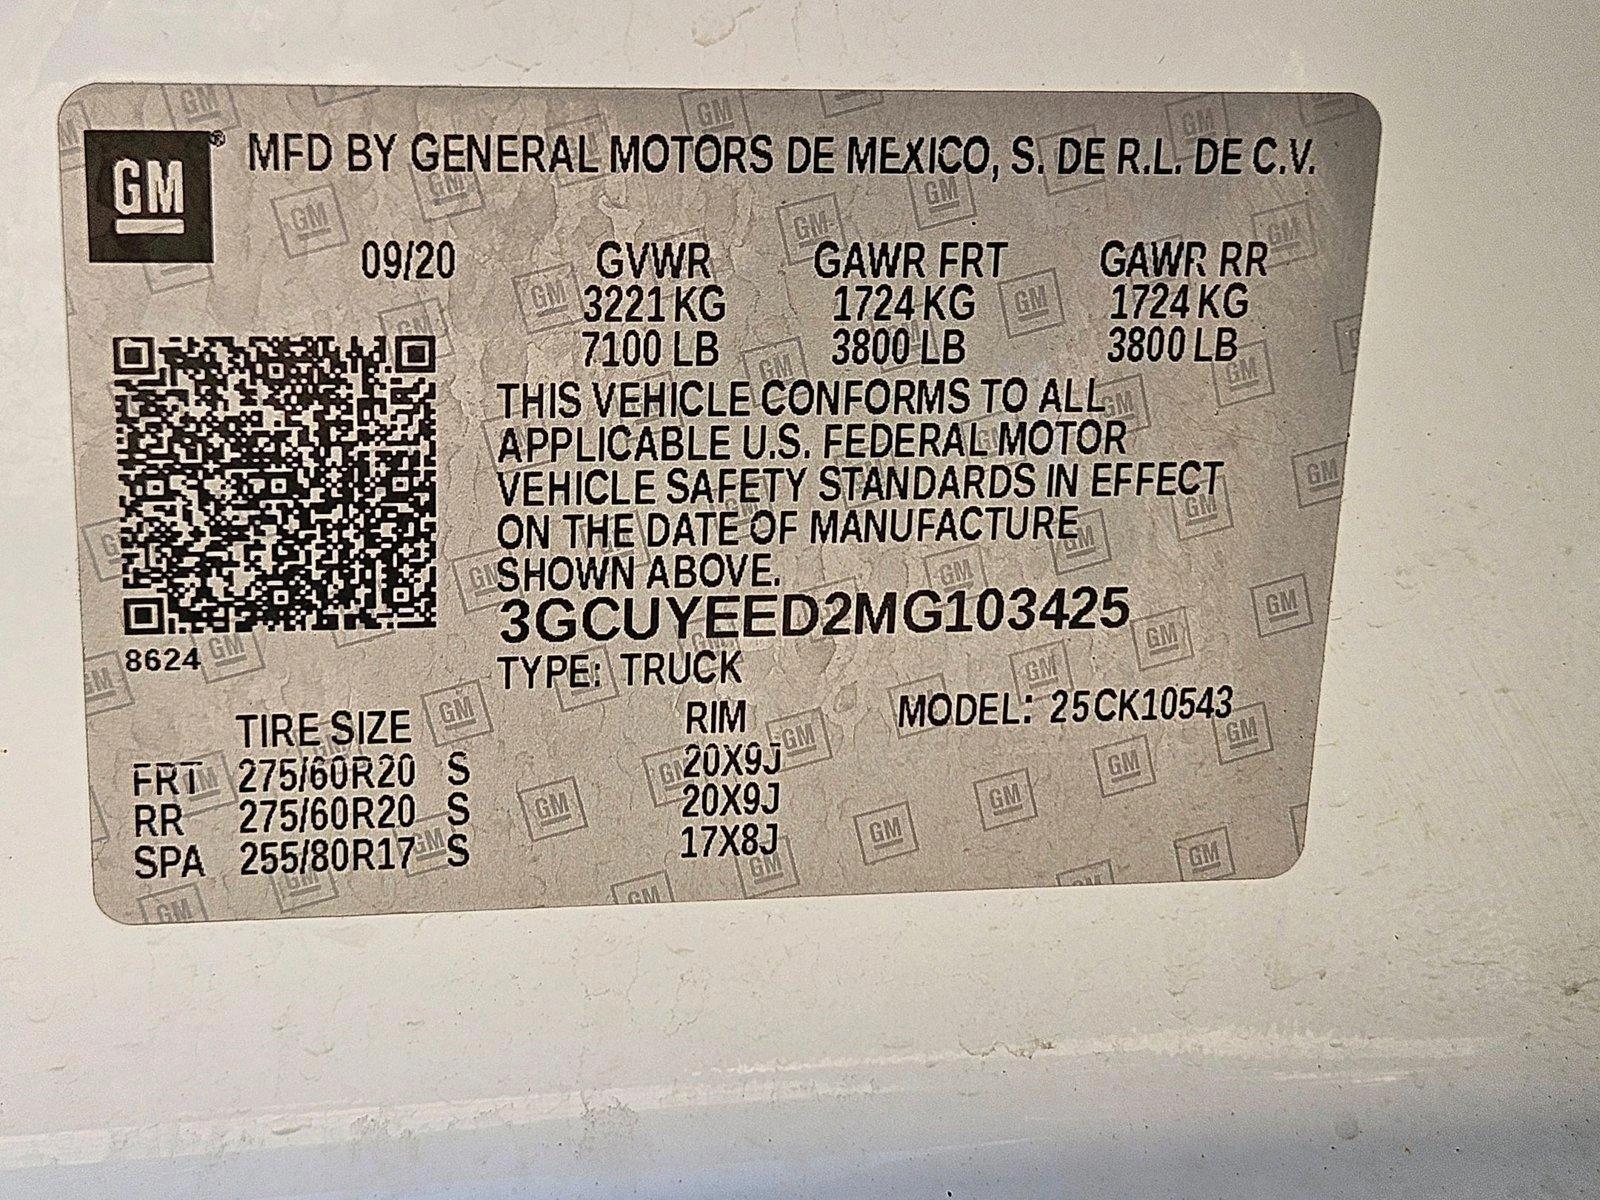 GM® MFD BY GENERAL MOTORS DE MEXICO, S. DE R.L. DE C.V.
09/20 GVWR GAWR FRT GAWR RR
3221 KG 1724 KG 1724 KG
7100 LB 3800 LB 3800 LB
THIS VEHICLE CONFORMS TO ALL
APPLICABLE U.S. FEDERAL MOTOR
VEHICLE SAFETY STANDARDS IN EFFECT
ON THE DATE OF MANUFACTURE
SHOWN ABOVE.
3GCUYEED2MG103425
8624
TYPE: TRUCK
TIRE SIZE RIM MODEL: 25CK10543
FRT 275/60R20 S 20X9J
RR 275/60R20 S 20X9J
SPA 255/80R17 S 17X8J